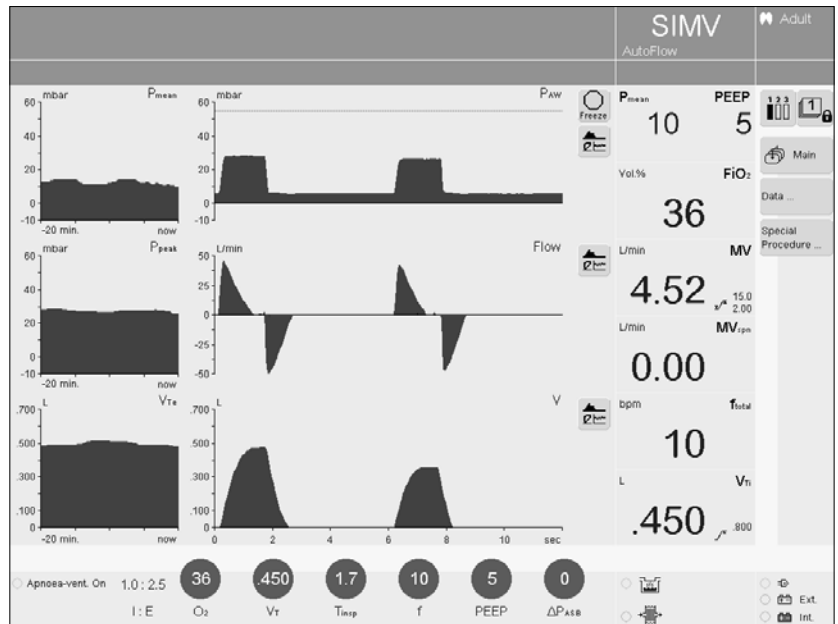 SIMV
AutoFlow
Adult
mbar Pmean
60
40
20
0
-10
-20 min. now
mbar PAW
60
40
20
0
-10
Freeze
Pmean PEEP
10 5
1 2 3
1
Main
Vol.% FiO2
36
Data ...
Special
Procedure ...
mbar Ppeak
60
40
20
0
-10
-20 min. now
L/min Flow
50
25
0
-25
-50
L/min MV
4.52
15.0
2.00
L/min MVspn
0.00
L VTe
.700
.500
.300
.100
0
-20 min. now
L V
.700
.500
.300
.100
0
0 2 4 6 8 10 sec
bpm ftotal
10
L VTi
.450
.800
Apnoea-vent. On
1.0 : 2.5
I : E
36
O2
.450
VT
1.7
Tinsp
10
f
5
PEEP
0
ΔPASB
Ext.
Int.